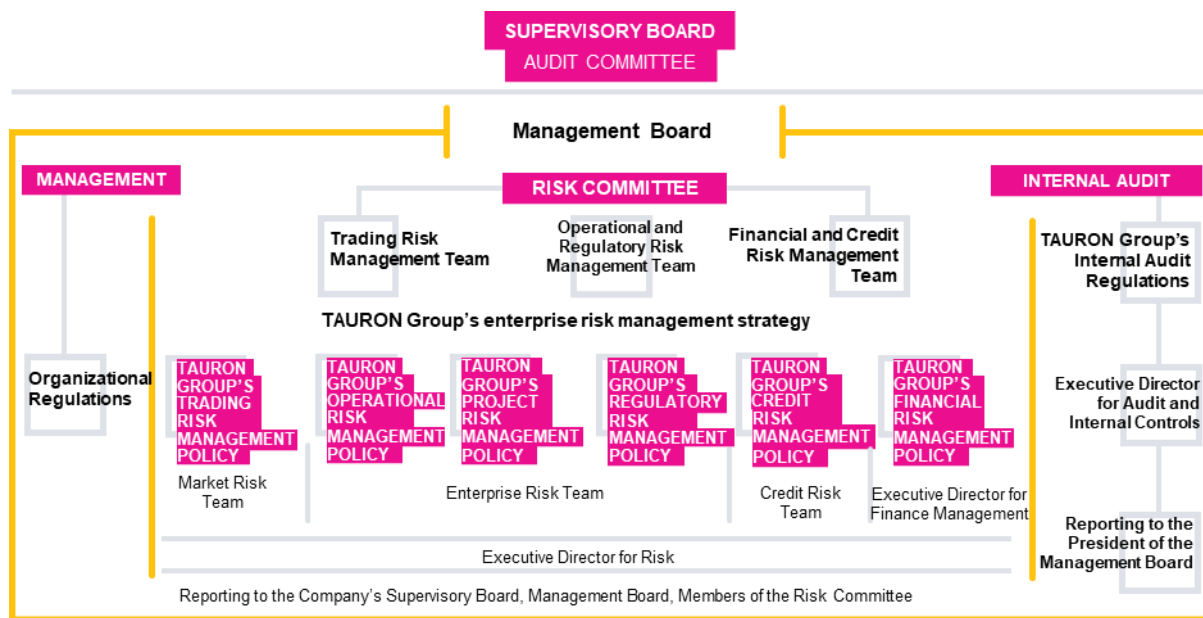 SUPERVISORY BOARD
AUDIT COMMITTEE
Management Board
MANAGEMENT
RISK COMMITTEE
INTERNAL AUDIT
Trading Risk
Management Team
Operational and
Regulatory Risk
Management Team
Financial and Credit
Risk Management
Team
TAURON Group's
Internal Audit
Regulations
TAURON Group's enterprise risk management strategy
Organizational
Regulations
TAURON
GROUP'S
TRADING
RISK
MANAGEMENT
POLICY
TAURON
GROUP'S
OPERATIONAL
RISK
MANAGEMENT
POLICY
TAURON
GROUP'S
PROJECT
RISK
MANAGEMENT
POLICY
TAURON
GROUP'S
REGULATORY
RISK
MANAGEMENT
POLICY
TAURON
GROUP'S
CREDIT
RISK
MANAGEMENT
POLICY
TAURON
GROUP'S
FINANCIAL
RISK
MANAGEMENT
POLICY
Executive Director
for Audit and
Internal Controls
Market Risk
Team
Enterprise Risk Team
Credit Risk
Team
Executive Director for
Finance Management
Reporting to the
President of the
Management Board
Executive Director for Risk
Reporting to the Company's Supervisory Board, Management Board, Members of the Risk Committee